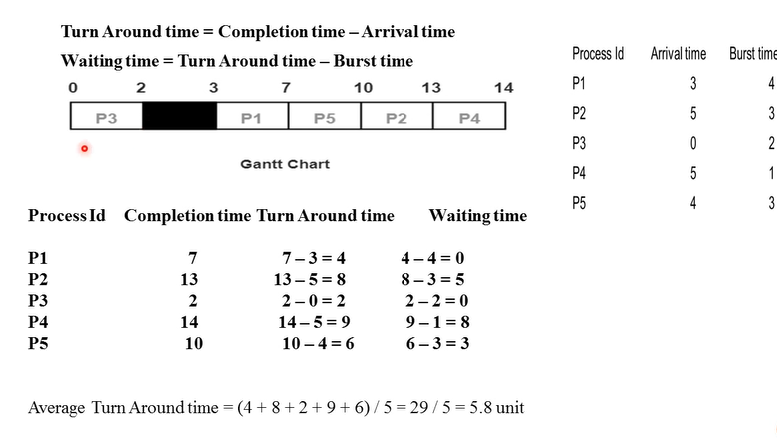 Turn Around time = Completion time – Arrival time
Waiting time = Turn Around time – Burst time
0 2 3 7 10 13 14
P3 P1 P5 P2 P4
Gantt Chart
Process Id Arrival time Burst time
P1 3 4
P2 5 3
P3 0 2
P4 5 1
P5 4 3
Process Id Completion time Turn Around time Waiting time
P1 7 7 – 3 = 4 4 – 4 = 0
P2 13 13 – 5 = 8 8 – 3 = 5
P3 2 2 – 0 = 2 2 – 2 = 0
P4 14 14 – 5 = 9 9 – 1 = 8
P5 10 10 – 4 = 6 6 – 3 = 3
Average Turn Around time = (4 + 8 + 2 + 9 + 6) / 5 = 29 / 5 = 5.8 unit